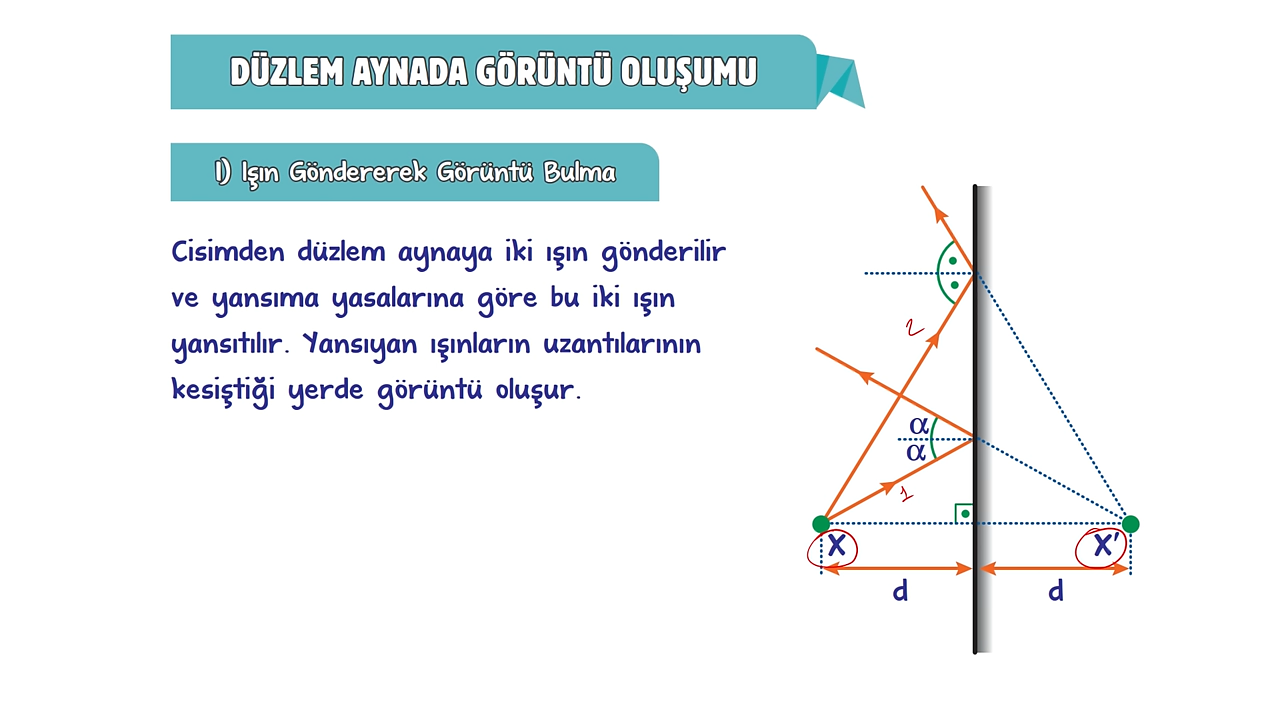 DÜZLEM AYNADA GÖRÜNTÜ OLUŞUMU
I) Işın Göndererek Görüntü Bulma
Cisimden düzlem aynaya iki ışın gönderilir
ve yansıma yasalarına göre bu iki ışın
yansıtılır. Yansıyan ışınların uzantılarının
kesiştiği yerde görüntü oluşur.
2
α
α
1
X
X'
d
d